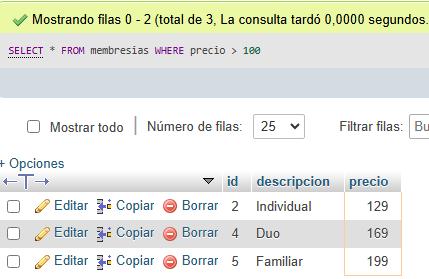 Mostrando filas 0 - 2 (total de 3, La consulta tardó 0,0000 segundos.
SELECT * FROM membresias WHERE precio > 100
Mostrar todo Número de filas: 25 Filtrar filas:
+ Opciones
id descripcion precio
Editar Copiar Borrar 2 Individual 129
Editar Copiar Borrar 4 Duo 169
Editar Copiar Borrar 5 Familiar 199